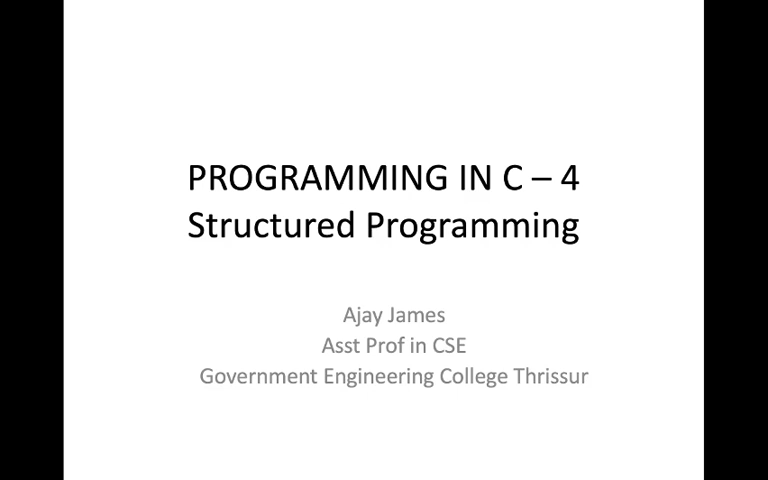 PROGRAMMING IN C – 4
Structured Programming
Ajay James
Asst Prof in CSE
Government Engineering College Thrissur